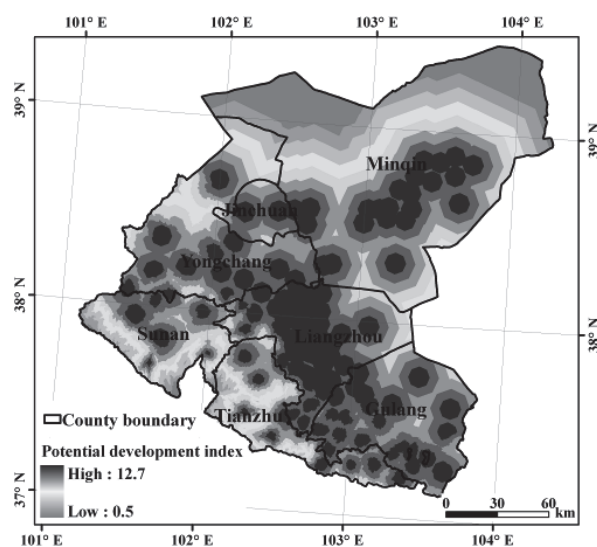 101° E 102° E 103° E 104° E
39° N
39° N
Minqin
Jinchuan
Yongchang
38° N
38° N
Sunan
Liangzhou
Tianzhu
Gulang
County boundary
Potential development index
High : 12.7
Low : 0.5
37° N
0 30 60
km
101° E 102° E 103° E 104° E